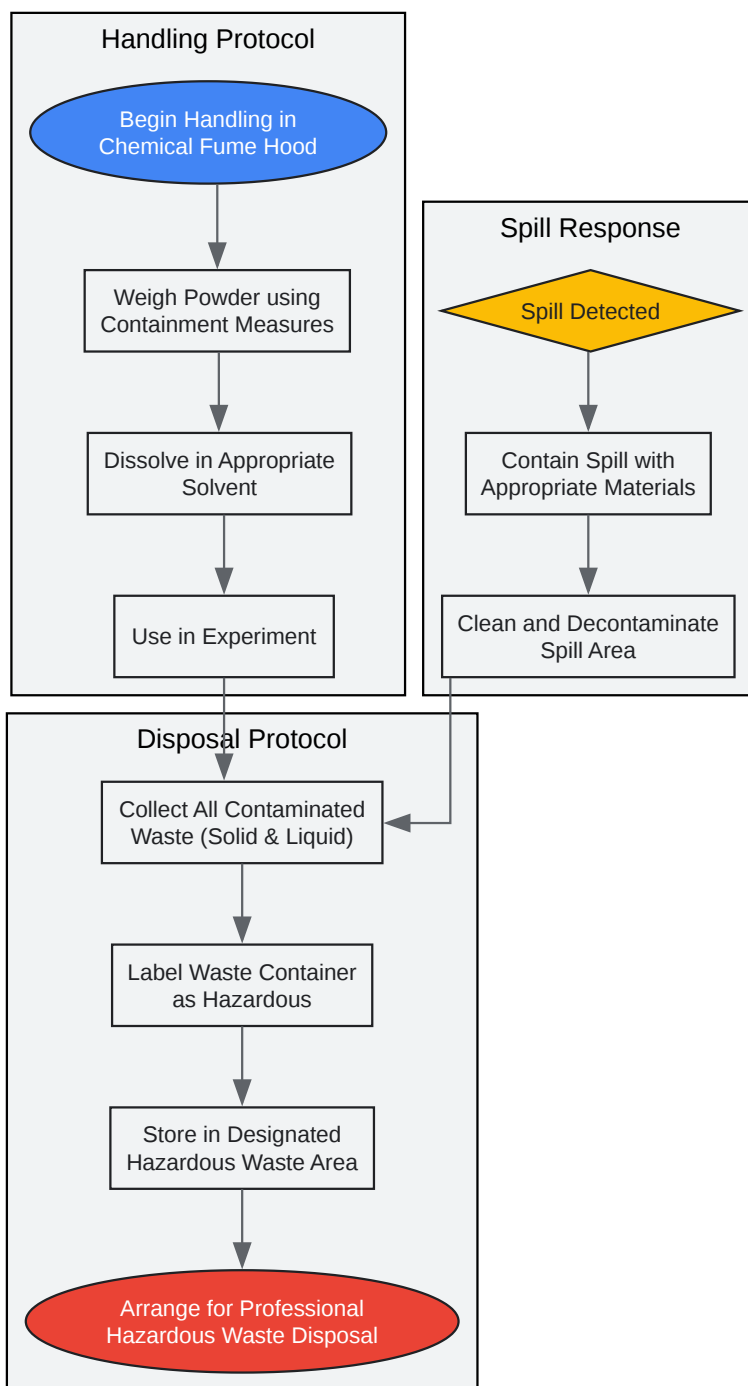 Handling Protocol
Begin Handling in
Chemical Fume Hood
Weigh Powder using
Containment Measures
Dissolve in Appropriate
Solvent
Use in Experiment
Spill Response
Spill Detected
Contain Spill with
Appropriate Materials
Clean and Decontaminate
Spill Area
Disposal Protocol
Collect All Contaminated
Waste (Solid & Liquid)
Label Waste Container
as Hazardous
Store in Designated
Hazardous Waste Area
Arrange for Professional
Hazardous Waste Disposal